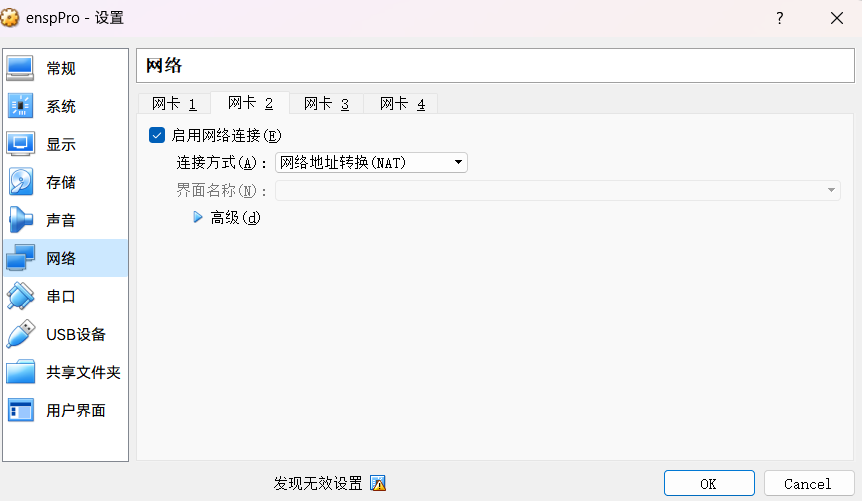 enspPro - 设置
?
常规
系统
显示
存储
声音
网络
串口
USB设备
共享文件夹
用户界面
网络
网卡 1 网卡 2 网卡 3 网卡 4
启用网络连接(E)
连接方式(A): 网络地址转换(NAT)
界面名称(N):
高级(d)
发现无效设置
OK Cancel